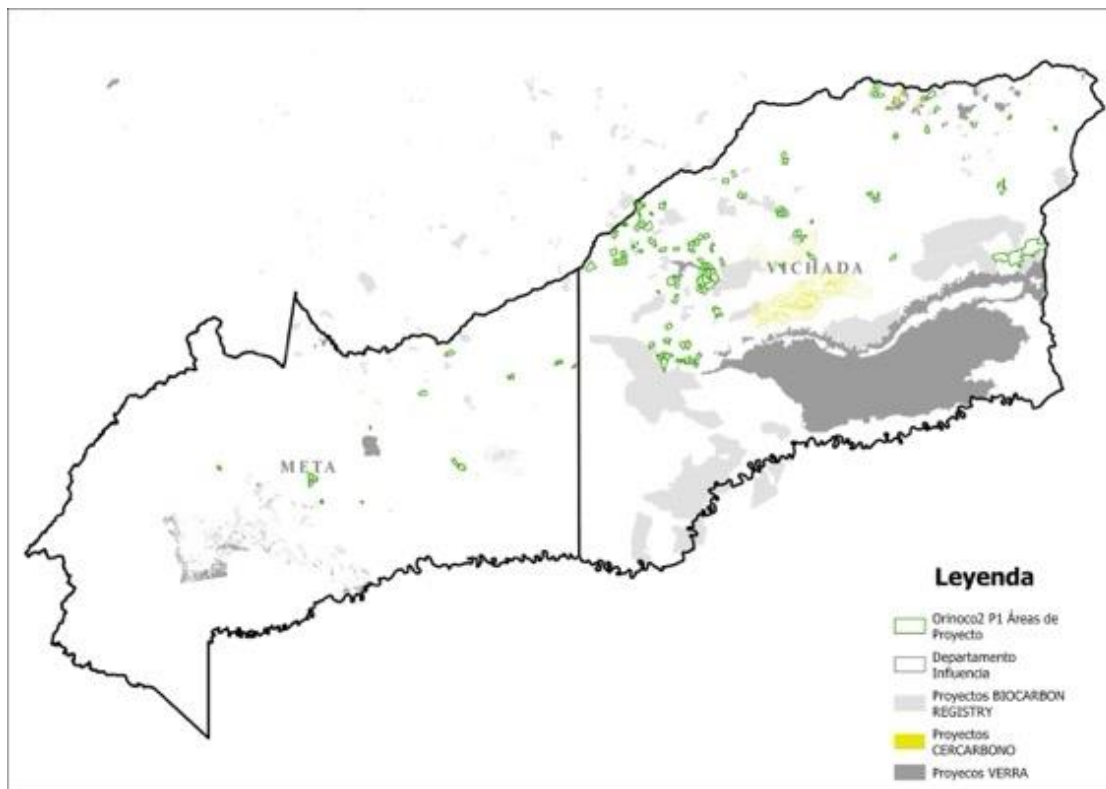 VICHADA
META
Leyenda
Orinoco2 P1 Áreas de
Proyecto
Departamento
Influencia
Proyectos BIOCARBON
REGISTRY
Proyectos
CERCARBONO
Proyecos VERRA